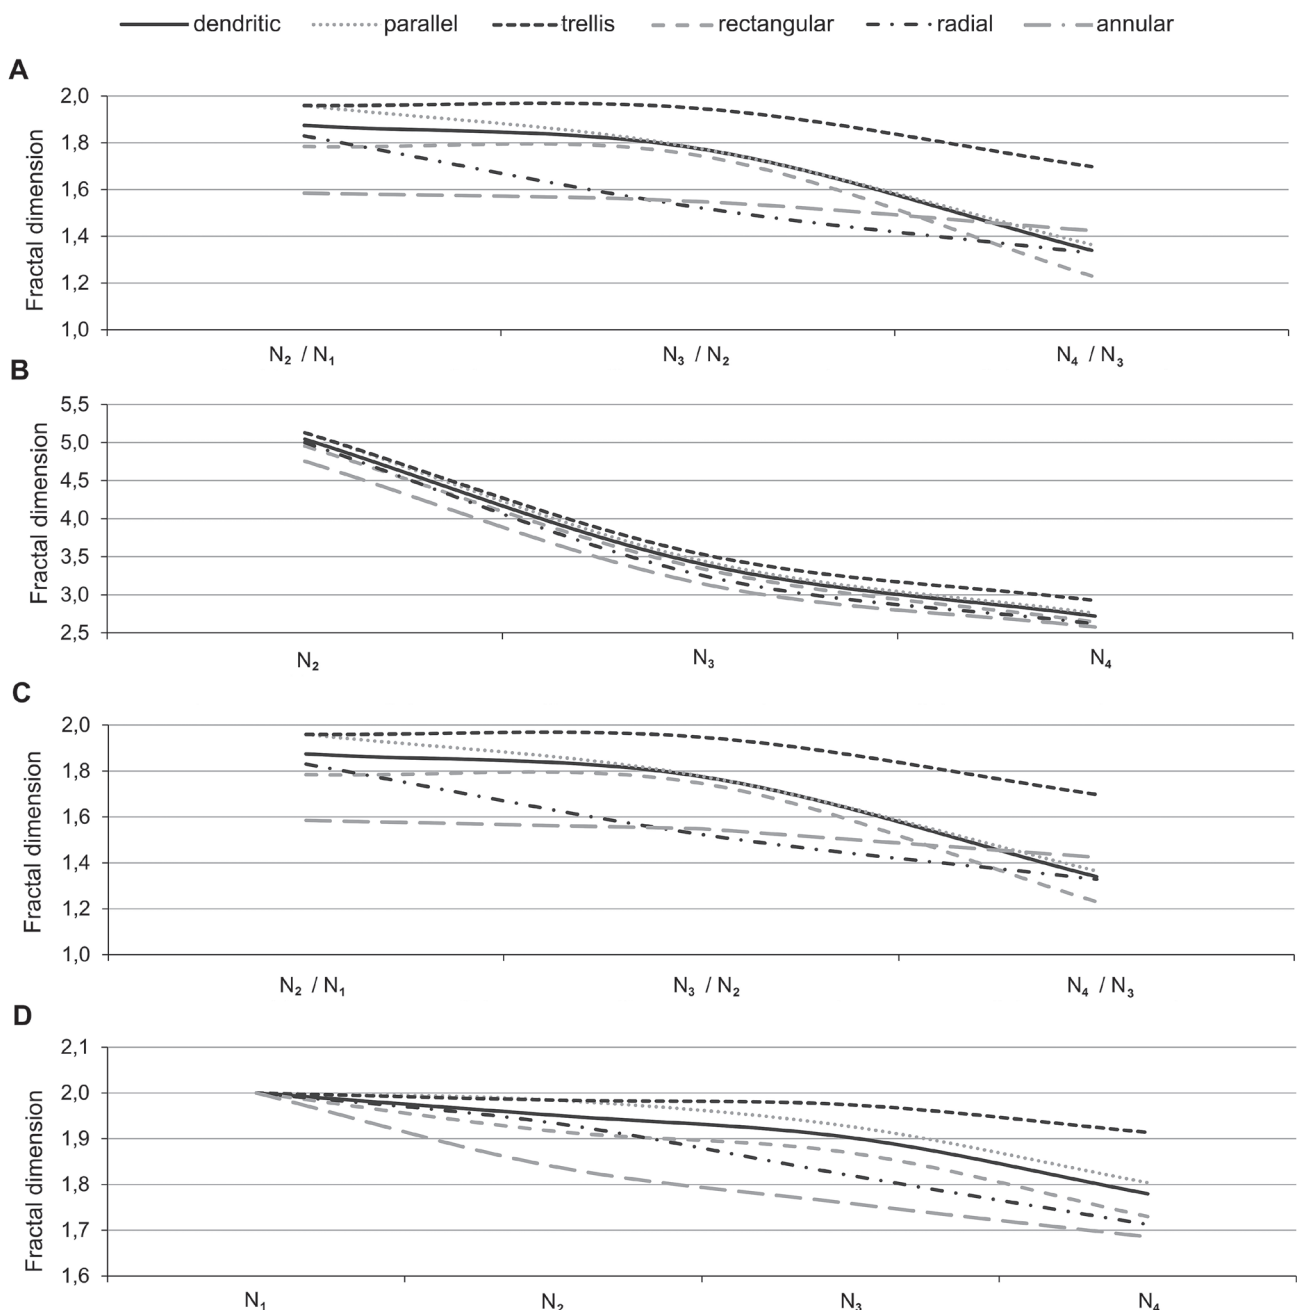 dendritic parallel trellis rectangular radial annular
A
Fractal dimension
2,0
1,8
1,6
1,4
1,2
1,0
N₂ / N₁ N₃ / N₂ N₄ / N₃
B
Fractal dimension
5,5
5,0
4,5
4,0
3,5
3,0
2,5
N₂ N₃ N₄
C
Fractal dimension
2,0
1,8
1,6
1,4
1,2
1,0
N₂ / N₁ N₃ / N₂ N₄ / N₃
D
Fractal dimension
2,1
2,0
1,9
1,8
1,7
1,6
N₁ N₂ N₃ N₄